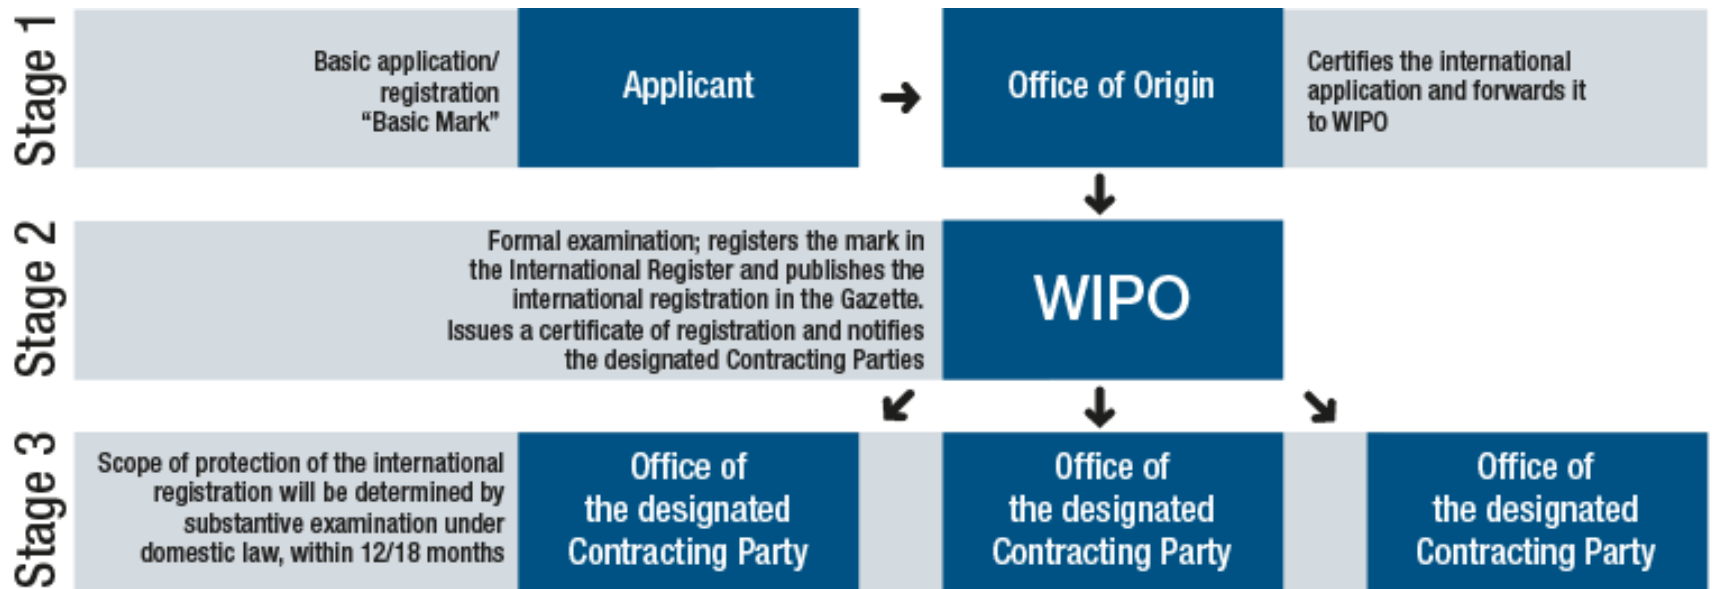 Stage 1
Basic application/
registration
“Basic Mark”
Applicant
Office of Origin
Certifies the international
application and forwards it
to WIPO
Stage 2
Formal examination; registers the mark in
the International Register and publishes the
international registration in the Gazette.
Issues a certificate of registration and notifies
the designated Contracting Parties
WIPO
Stage 3
Scope of protection of the international
registration will be determined by
substantive examination under
domestic law, within 12/18 months
Office of
the designated
Contracting Party
Office of
the designated
Contracting Party
Office of
the designated
Contracting Party